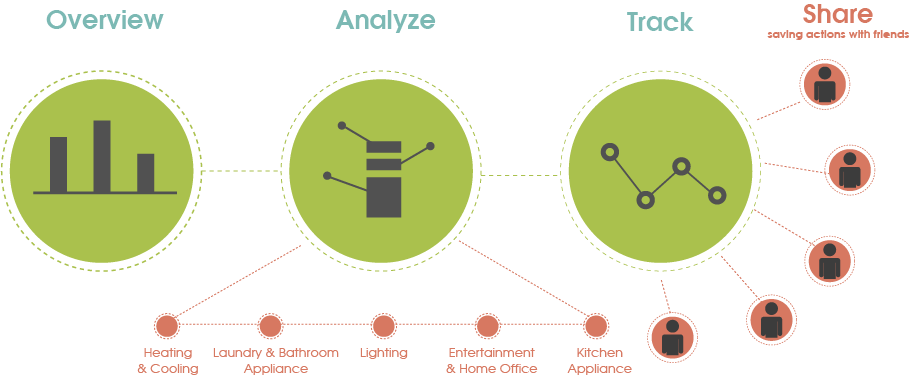 Overview
Analyze
Track
Share
saving actions with friends
Heating
& Cooling
Laundry & Bathroom
Appliance
Lighting
Entertainment
& Home Office
Kitchen
Appliance